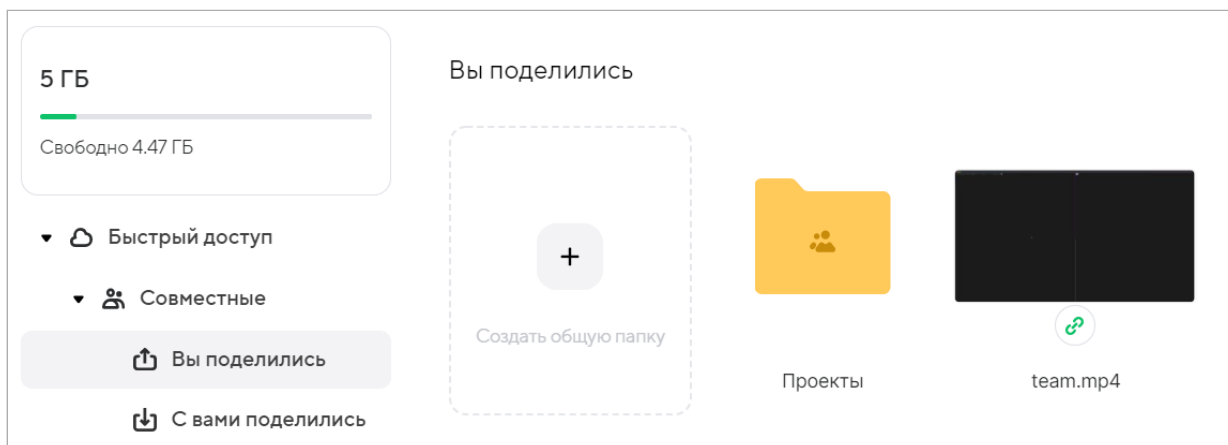 5 ГБ
Свободно 4.47 ГБ
Быстрый доступ
Совместные
Вы поделились
С вами поделились
Вы поделились
Создать общую папку
Проекты
team.mp4